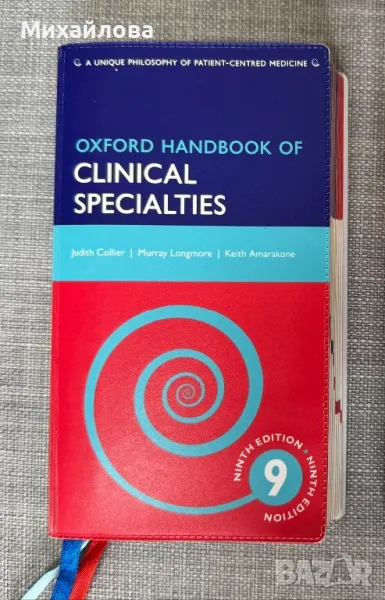 Михайлова
A UNIQUE PHILOSOPHY OF PATIENT-CENTRED MEDICINE
OXFORD HANDBOOK OF
CLINICAL
SPECIALTIES
Judith Collier | Murray Longmore | Keith Amarakone
NINTH EDITION • NINTH EDITION
9
BAZAR